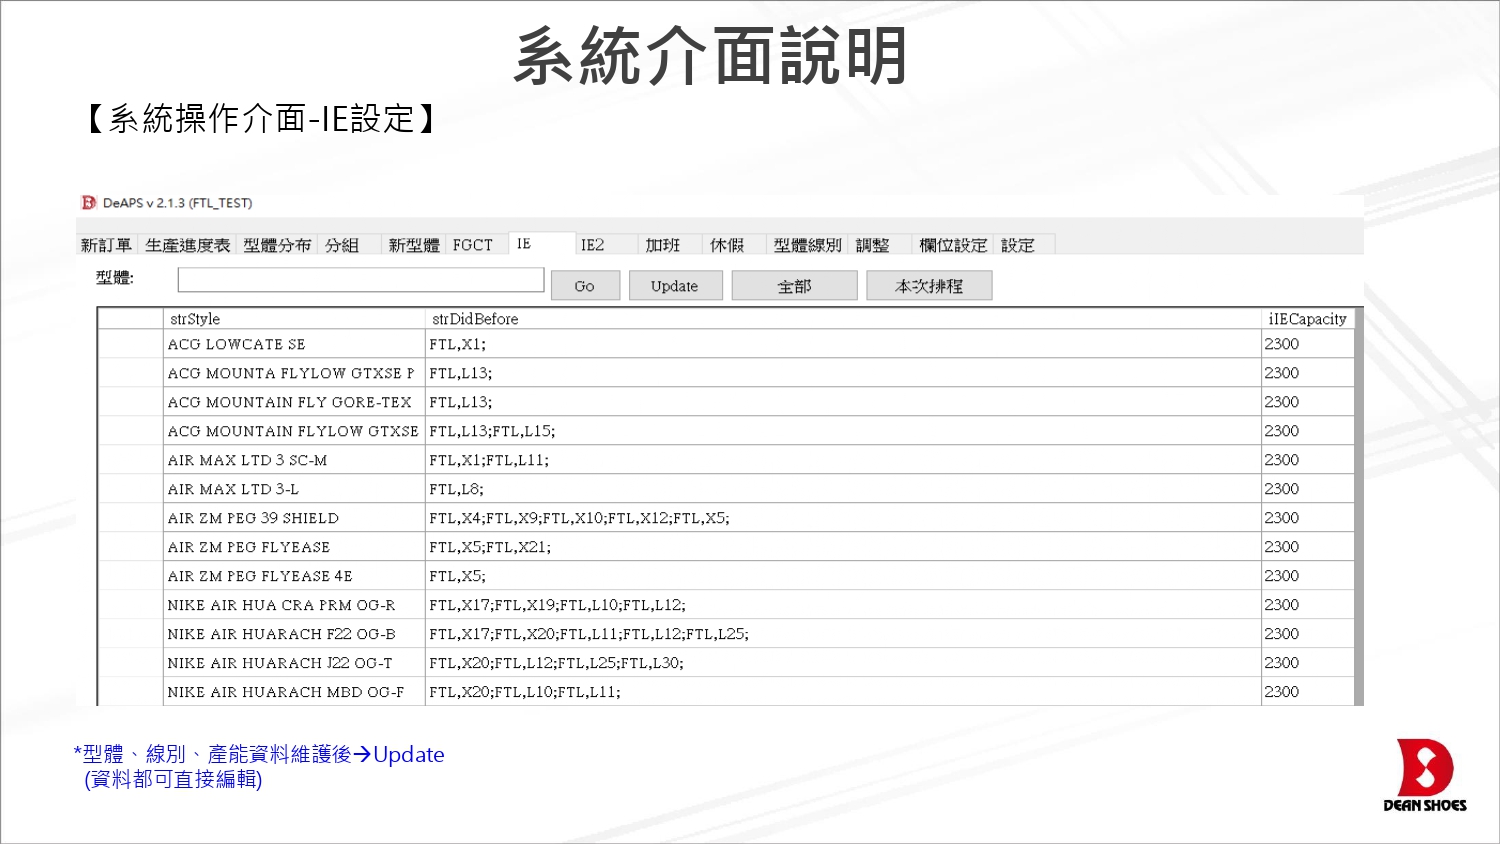 系統介面說明
【系統操作介面-IE設定】
DeAPS v 2.1.3 (FTL_TEST)
新訂單 生產進度表 型體分布 分組 新型體 FGCT IE IE2 加班 休假 型體線別 調整 欄位設定 設定
型體: Go Update 全部 本次排程
strStyle strDidBefore iIECapacity
ACG LOWCATE SE FTL,X1; 2300
ACG MOUNTA FLYLOW GTXSE P FTL,L13; 2300
ACG MOUNTAIN FLY GORE-TEX FTL,L13; 2300
ACG MOUNTAIN FLYLOW GTXSE FTL,L13;FTL,L15; 2300
AIR MAX LTD 3 SC-M FTL,X1;FTL,L11; 2300
AIR MAX LTD 3-L FTL,L8; 2300
AIR ZM PEG 39 SHIELD FTL,X4;FTL,X9;FTL,X10;FTL,X12;FTL,X5; 2300
AIR ZM PEG FLYEASE FTL,X5;FTL,X21; 2300
AIR ZM PEG FLYEASE 4E FTL,X5; 2300
NIKE AIR HUA CRA PRM OG-R FTL,X17;FTL,X19;FTL,L10;FTL,L12; 2300
NIKE AIR HUARACH F22 OG-B FTL,X17;FTL,X20;FTL,L11;FTL,L12;FTL,L25; 2300
NIKE AIR HUARACH J22 OG-T FTL,X20;FTL,L12;FTL,L25;FTL,L30; 2300
NIKE AIR HUARACH MBD OG-F FTL,X20;FTL,L10;FTL,L11; 2300
*型體、線別、產能資料維護後→Update
(資料都可直接編輯)
DEAN SHOES